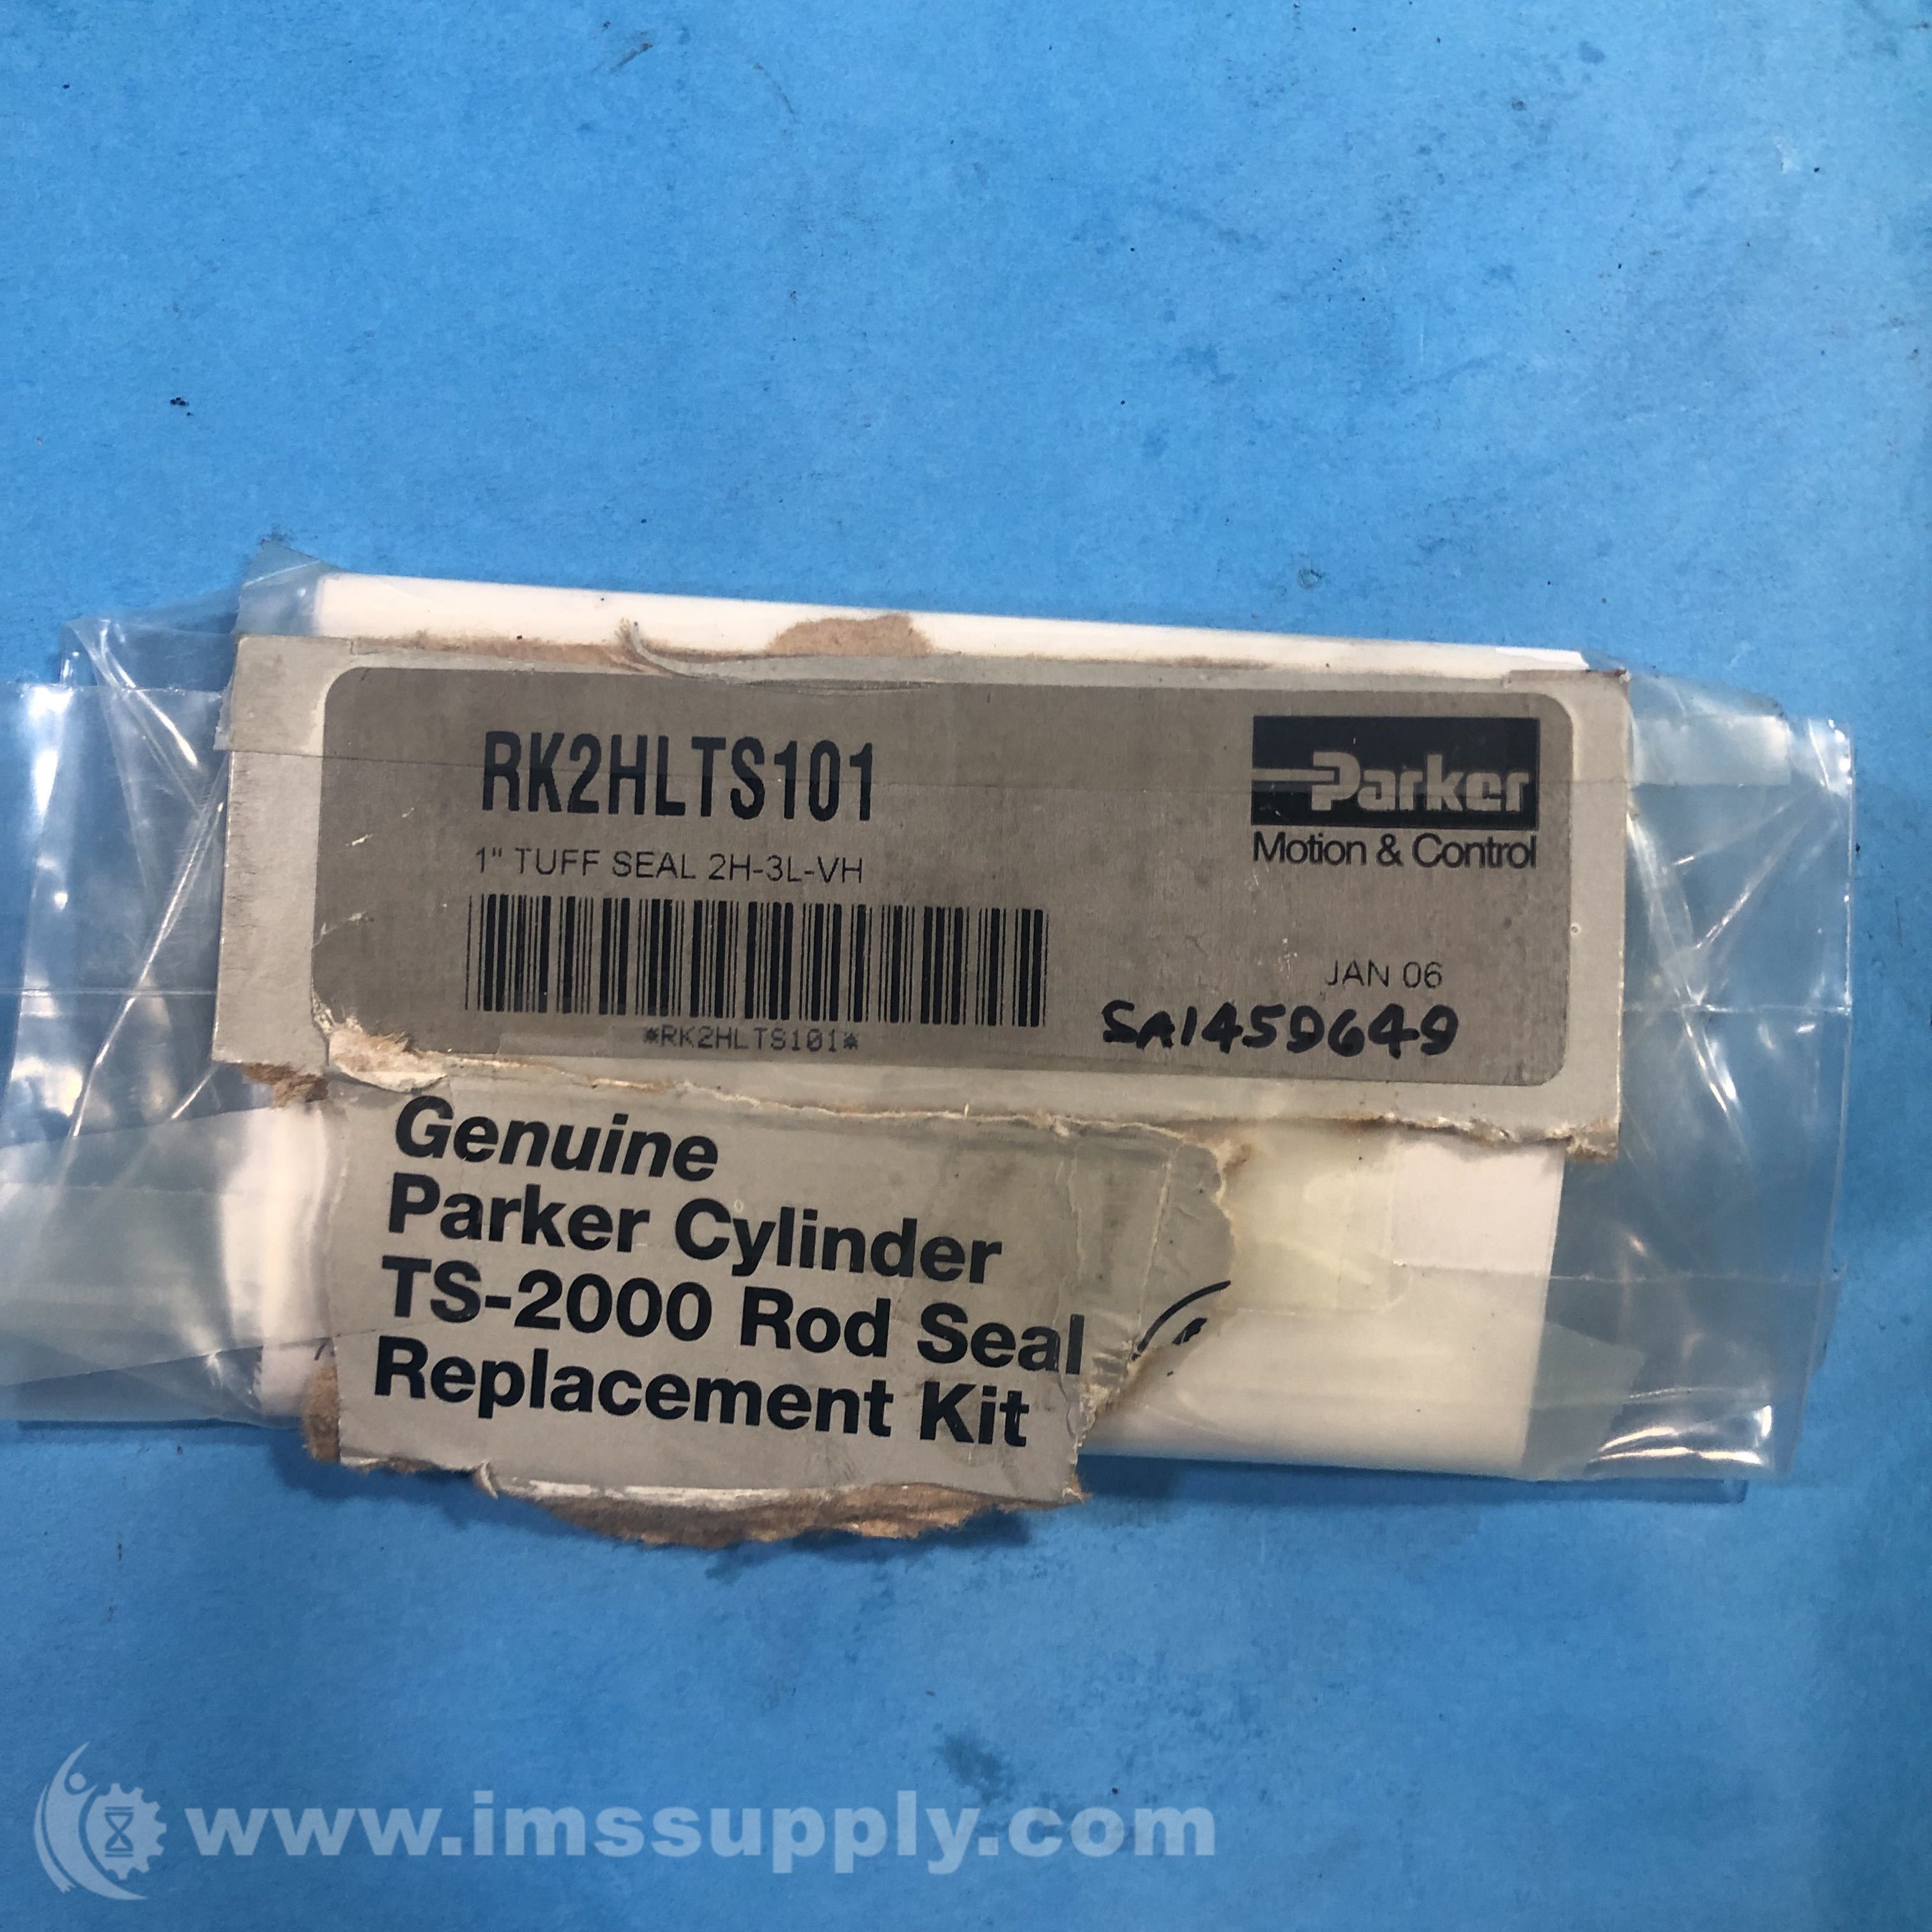 RK2HLTS101
Parker
Motion & Control
1" TUFF SEAL 2H-3L-VH
JAN 06
SA1459649
*RK2HLTS101*
Genuine
Parker Cylinder
TS-2000 Rod Seal
Replacement Kit
www.imssupply.com